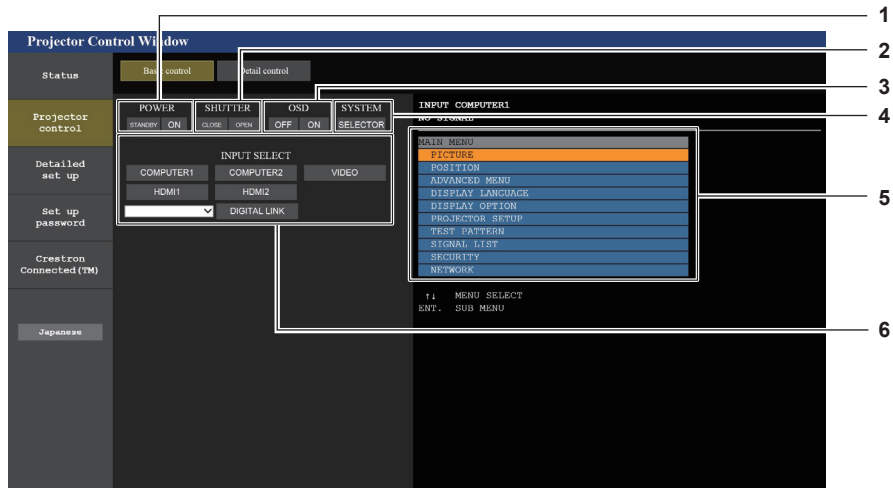 1
Projector Control Window
2
Status
Basic control
Detail control
3
POWER
SHUTTER
OSD
SYSTEM
STANDBY ON
CLOSE OPEN
OFF ON
SELECTOR
4
INPUT COMPUTER1
NO SIGNAL
Projector
control
INPUT SELECT
COMPUTER1
COMPUTER2
VIDEO
HDMI1
HDMI2
DIGITAL LINK
MAIN MENU
PICTURE
POSITION
ADVANCED MENU
DISPLAY LANGUAGE
DISPLAY OPTION
PROJECTOR SETUP
TEST PATTERN
SIGNAL LIST
SECURITY
NETWORK
5
Detailed
set up
Set up
password
Crestron
Connected(TM)
↑↓ MENU SELECT
ENT. SUB MENU
6
Japanese